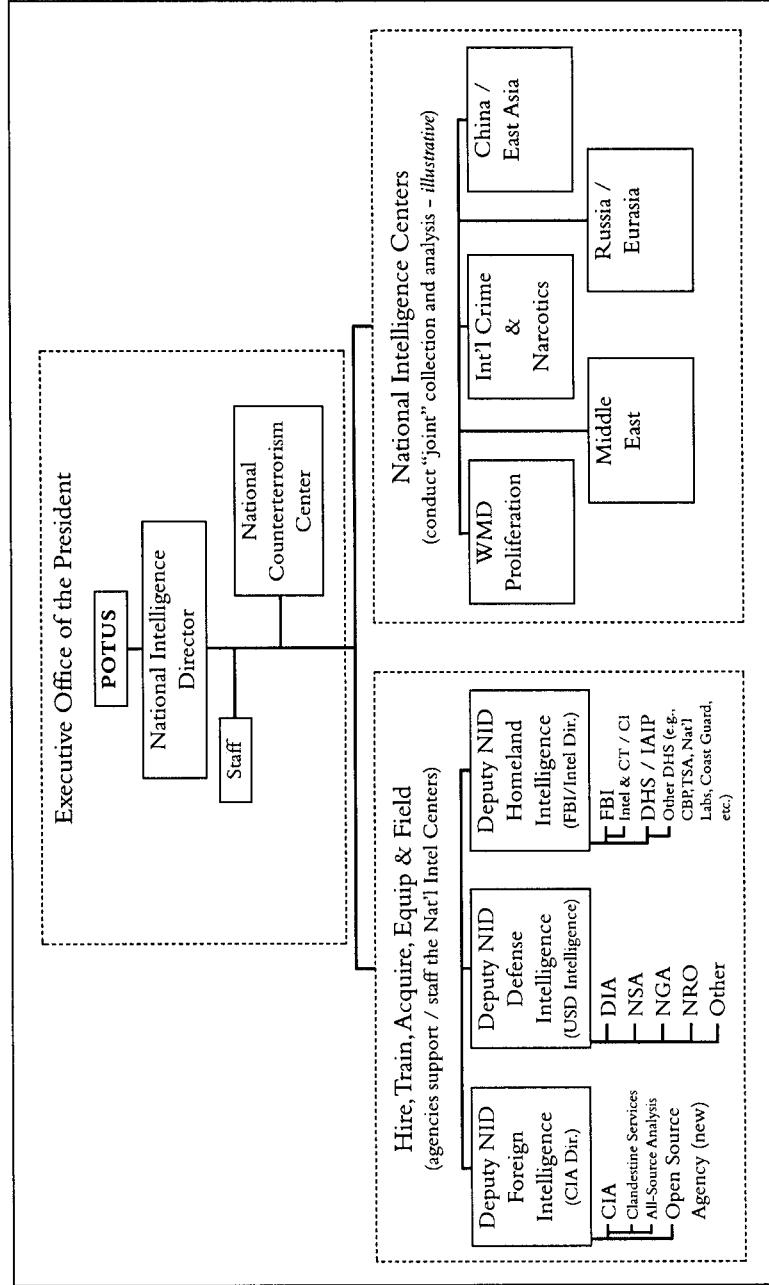 Executive Office of the President
POTUS
National Intelligence
Director
Staff
National
Counterterrorism
Center
Hire, Train, Acquire, Equip & Field
(agencies support / staff the Nat'l Intel Centers)
Deputy NID
Foreign
Intelligence
(CIA Dir.)
CIA
Clandestine Services
All-Source Analysis
Open Source
Agency (new)
Deputy NID
Defense
Intelligence
(USD Intelligence)
DIA
NSA
NGA
NRO
Other
Deputy NID
Homeland
Intelligence
(FBI/Intel Dir.)
FBI
Intel & CT / CI
DHS / IAIP
Other DHS (e.g.,
CBP, TSA, Nat'l
Labs, Coast Guard,
etc.)
National Intelligence Centers
(conduct "joint" collection and analysis – illustrative)
WMD
Proliferation
Int'l Crime
&
Narcotics
China /
East Asia
Middle
East
Russia /
Eurasia